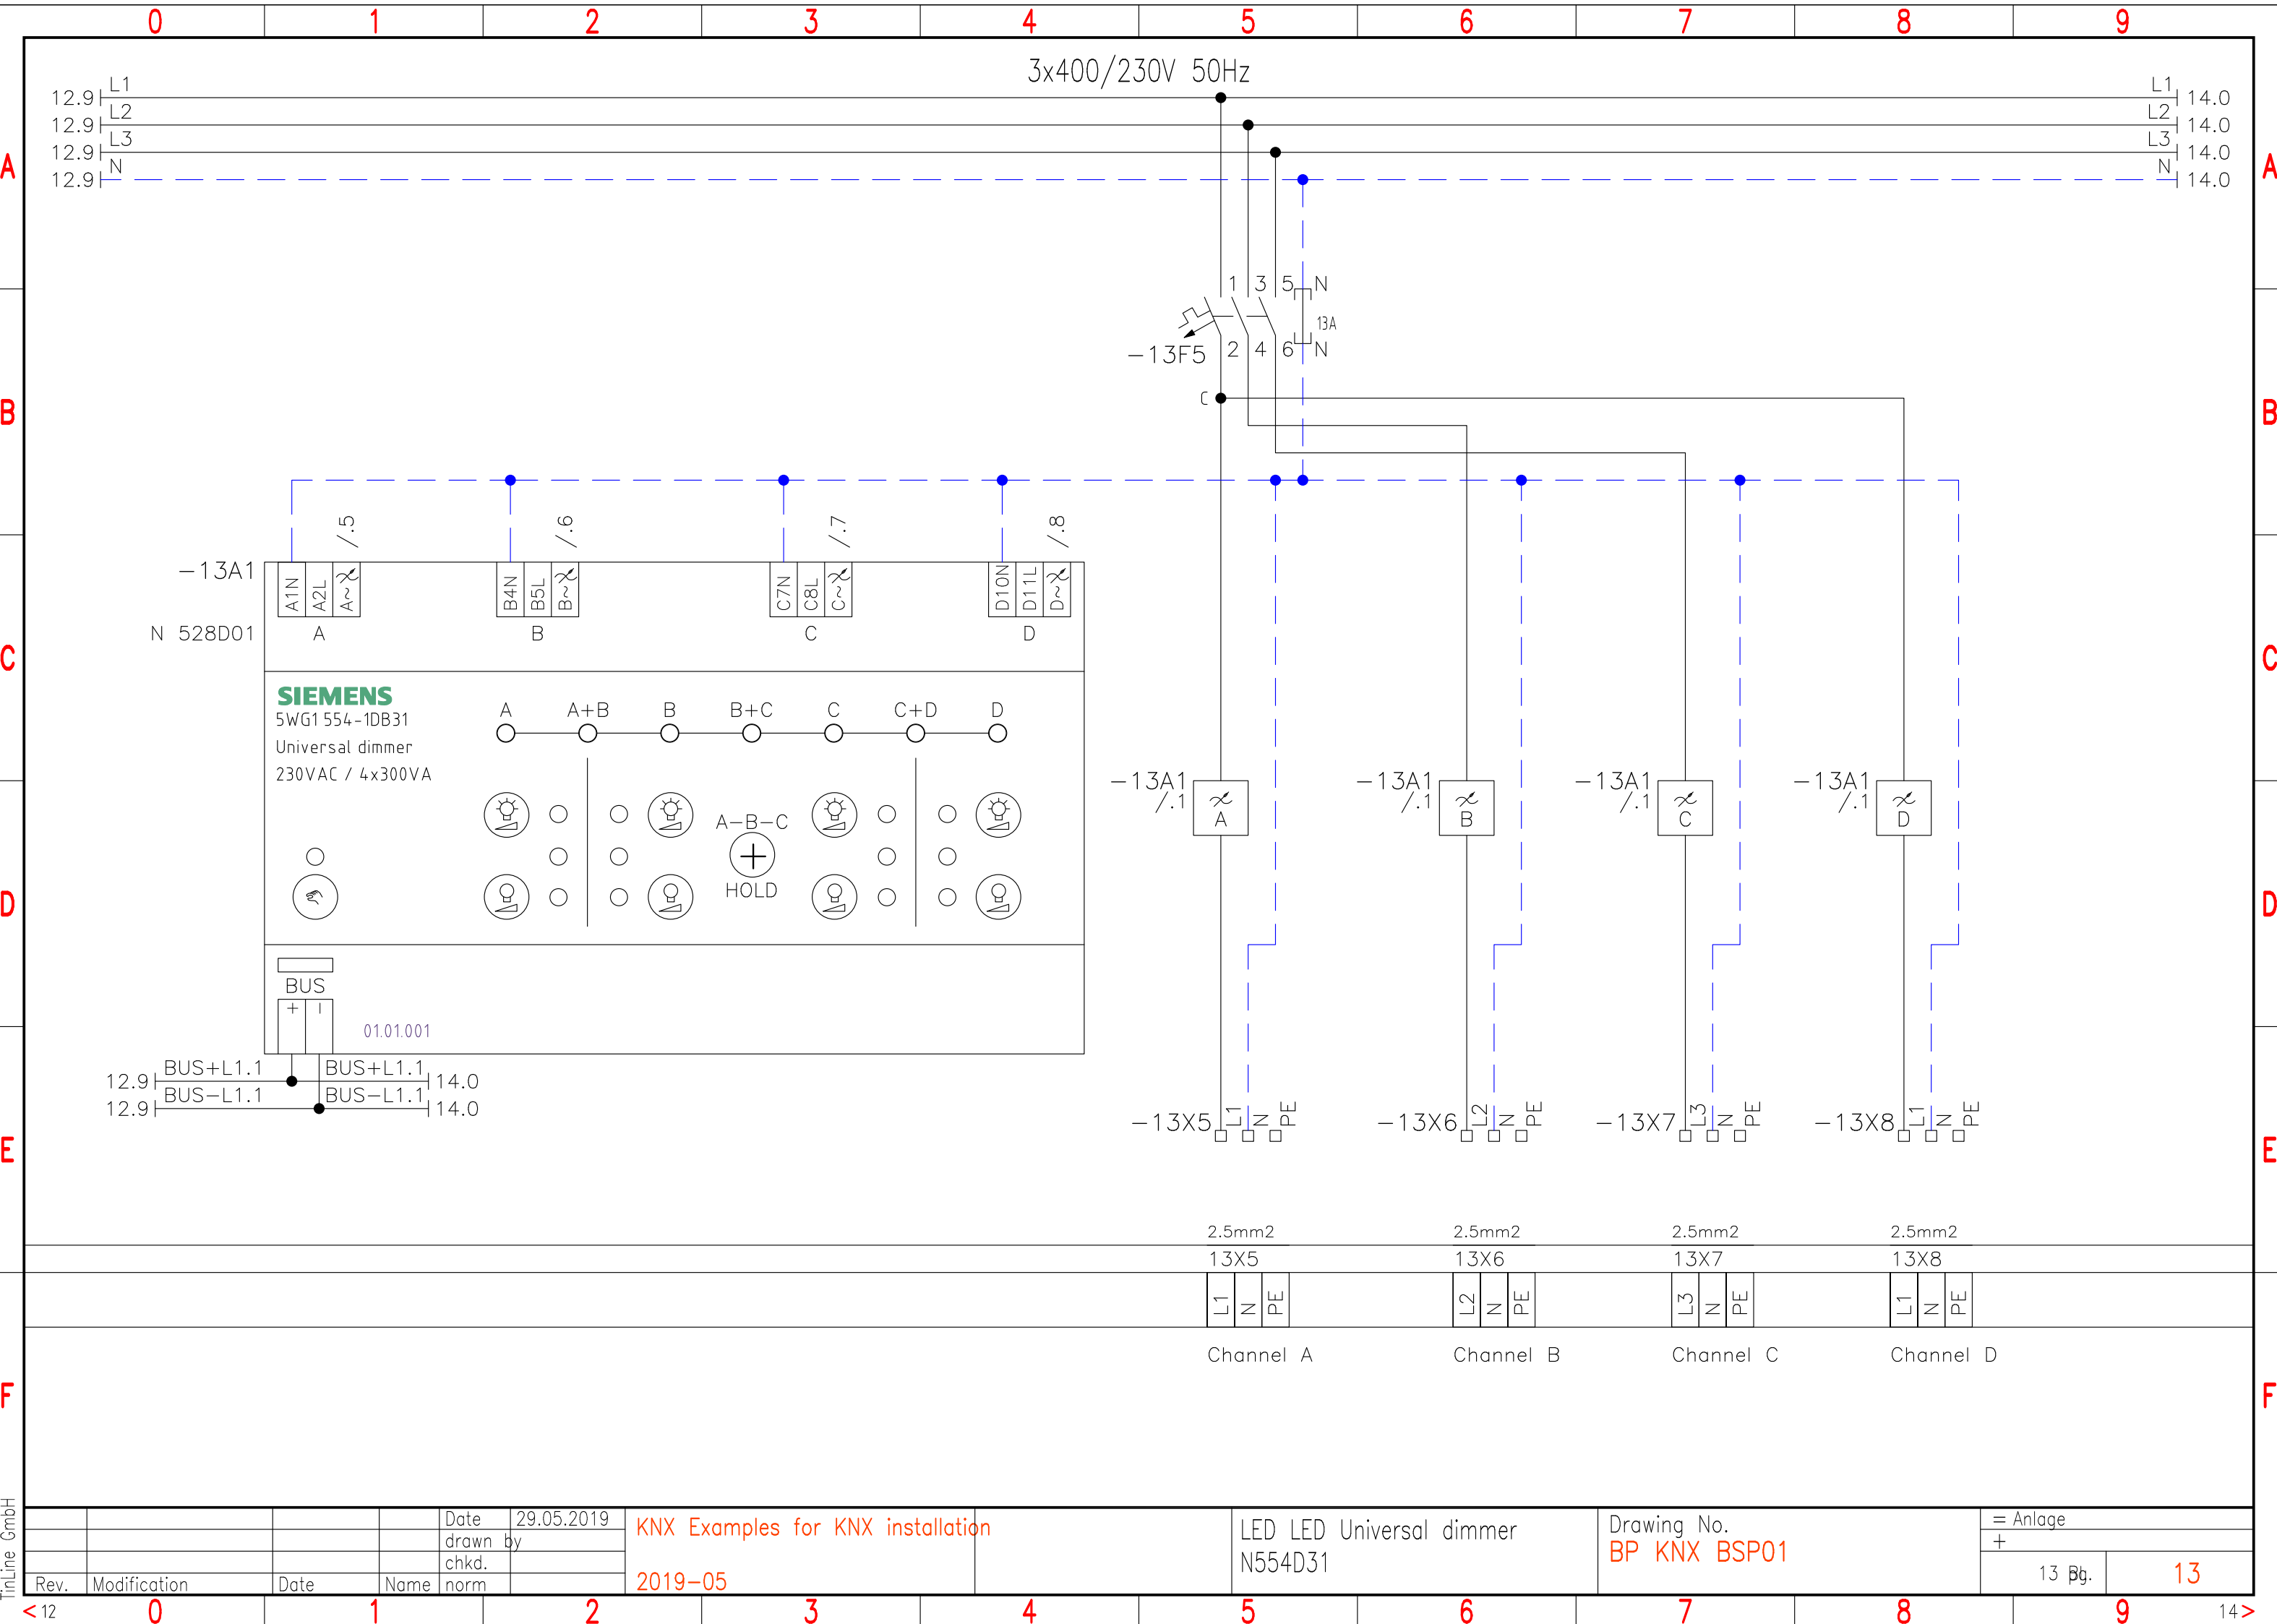 0 1 2 3 4 5 6 7 8 9
3x400/230V 50Hz
12.9 L1 L1 14.0
12.9 L2 L2 14.0
12.9 L3 L3 14.0
12.9 N N 14.0
A A
1 3 5 N
13A
-13F5 2 4 6 N
C
B B
/.5 /.6 /.7 /.8
-13A1
A1N A2L A~ B4N B5L B~ C7N C8L C~ D10N D11L D~
N 528D01 A B C D
C C
SIEMENS
5WG1 554-1DB31
Universal dimmer
230VAC / 4x300VA
A A+B B B+C C C+D D
A-B-C
HOLD
-13A1 -13A1 -13A1 -13A1
/.1 /.1 /.1 /.1
A B C D
D D
BUS
+ -
01.01.001
12.9 BUS+L1.1 BUS+L1.1 14.0
12.9 BUS-L1.1 BUS-L1.1 14.0
-13X5 L1 N PE -13X6 L2 N PE -13X7 L3 N PE -13X8 L1 N PE
E E
2.5mm2 2.5mm2 2.5mm2 2.5mm2
13X5 13X6 13X7 13X8
L1 N PE L2 N PE L3 N PE L1 N PE
Channel A Channel B Channel C Channel D
F F
TinLine GmbH
Date 29.05.2019
drawn by
chkd.
Rev. Modification Date Name norm
KNX Examples for KNX installation
2019-05
LED LED Universal dimmer
N554D31
Drawing No.
BP KNX BSP01
= Anlage
+
13 13
<12 0 1 2 3 4 5 6 7 8 9 14>